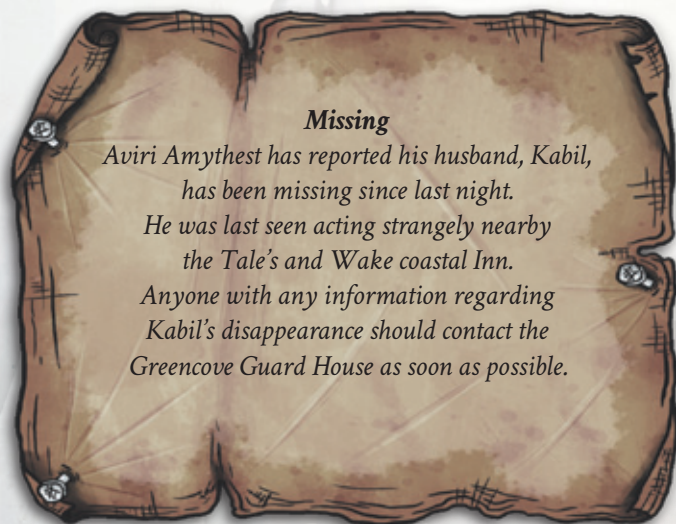 Missing
Aviri Amythest has reported his husband, Kabil,
has been missing since last night.
He was last seen acting strangely nearby
the Tale's and Wake coastal Inn.
Anyone with any information regarding
Kabil's disappearance should contact the
Greencove Guard House as soon as possible.